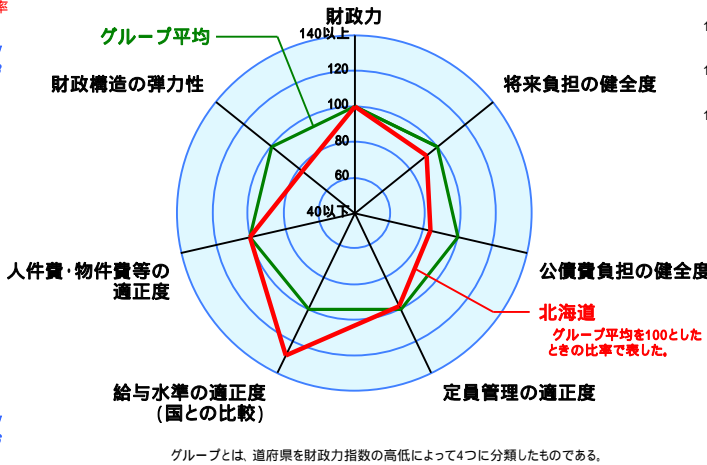 財政力
グループ平均
140以上
120
100
80
60
40以下
財政構造の弾力性
将来負担の健全度
人件費・物件費等の
適正度
公債費負担の健全度
北海道
グループ平均を100とした
ときの比率で表した。
給与水準の適正度
(国との比較)
定員管理の適正度
グループとは、道府県を財政力指数の高低によって4つに分類したものである。
率